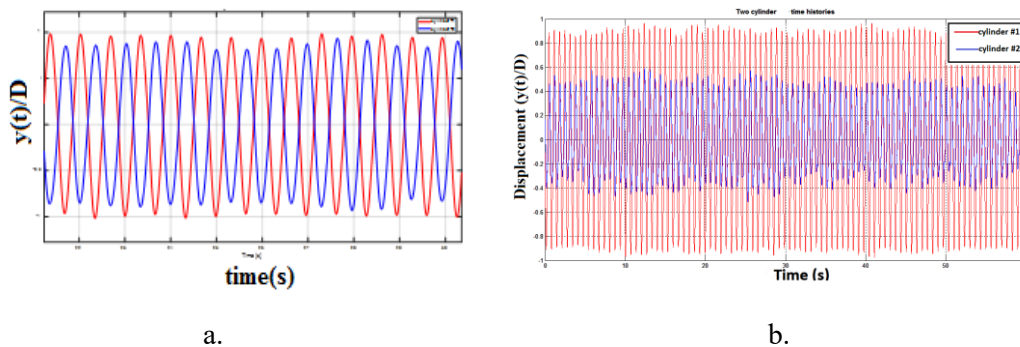 y(t)/D
Time (s)
time(s)
a.
Two cylinder time histories
cylinder #1
cylinder #2
Displacement (y(t)/D)
1
0.8
0.6
0.4
0.2
0
-0.2
-0.4
-0.6
-0.8
-1
0 10 20 30 40 50
Time (s)
b.